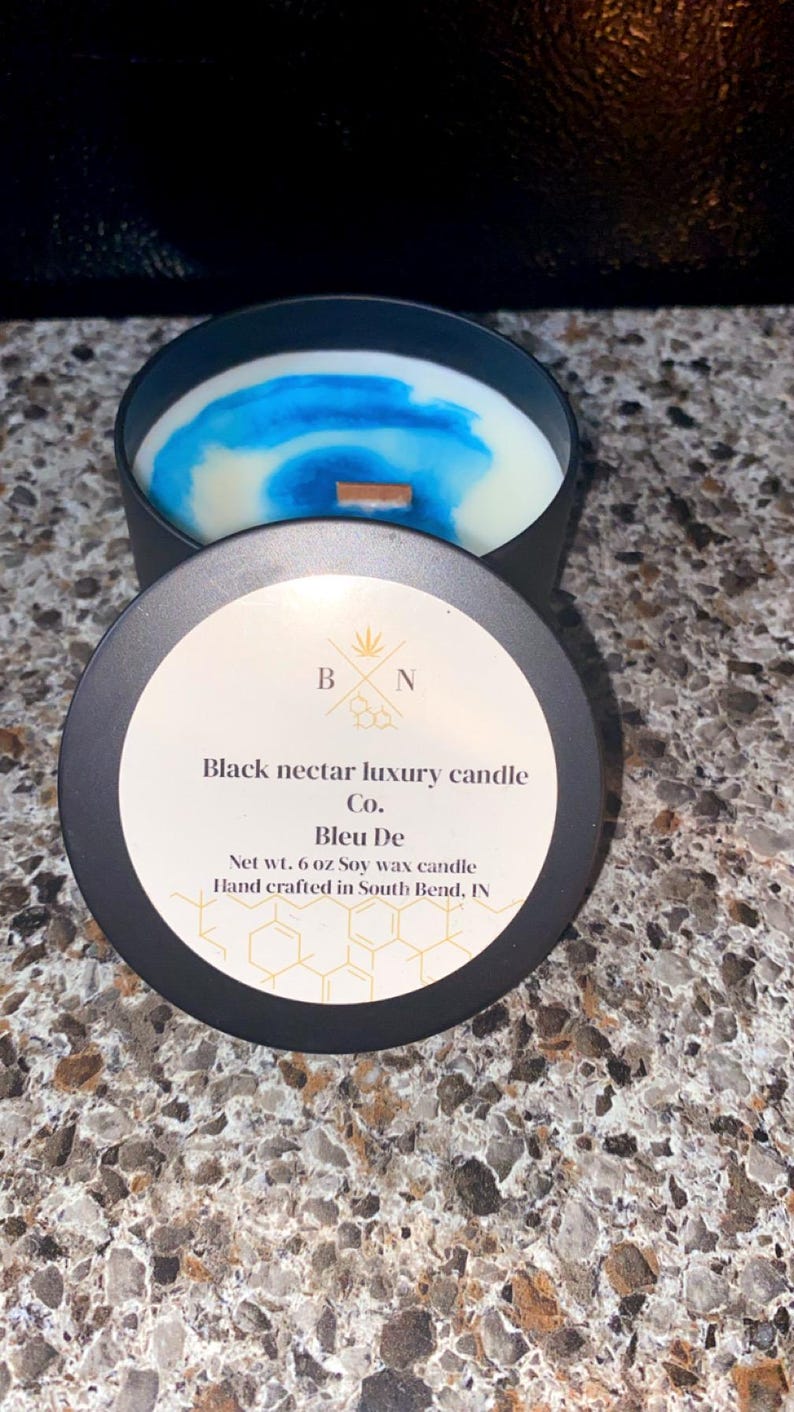 B N
Black nectar luxury candle
Co.
Bleu De
Net wt. 6 oz Soy wax candle
Hand crafted in South Bend, IN